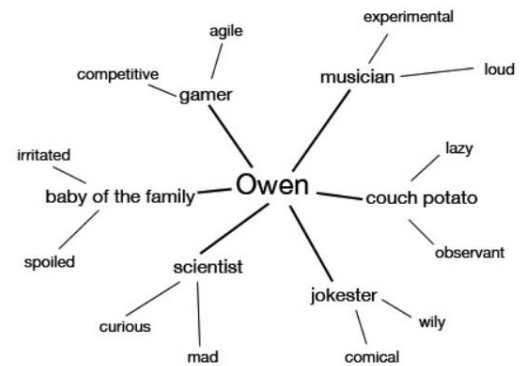 experimental
agile
loud
competitive
musician
gamer
lazy
irritated
Owen
baby of the family
couch potato
observant
spoiled
scientist
jokester
wily
curious
mad
comical